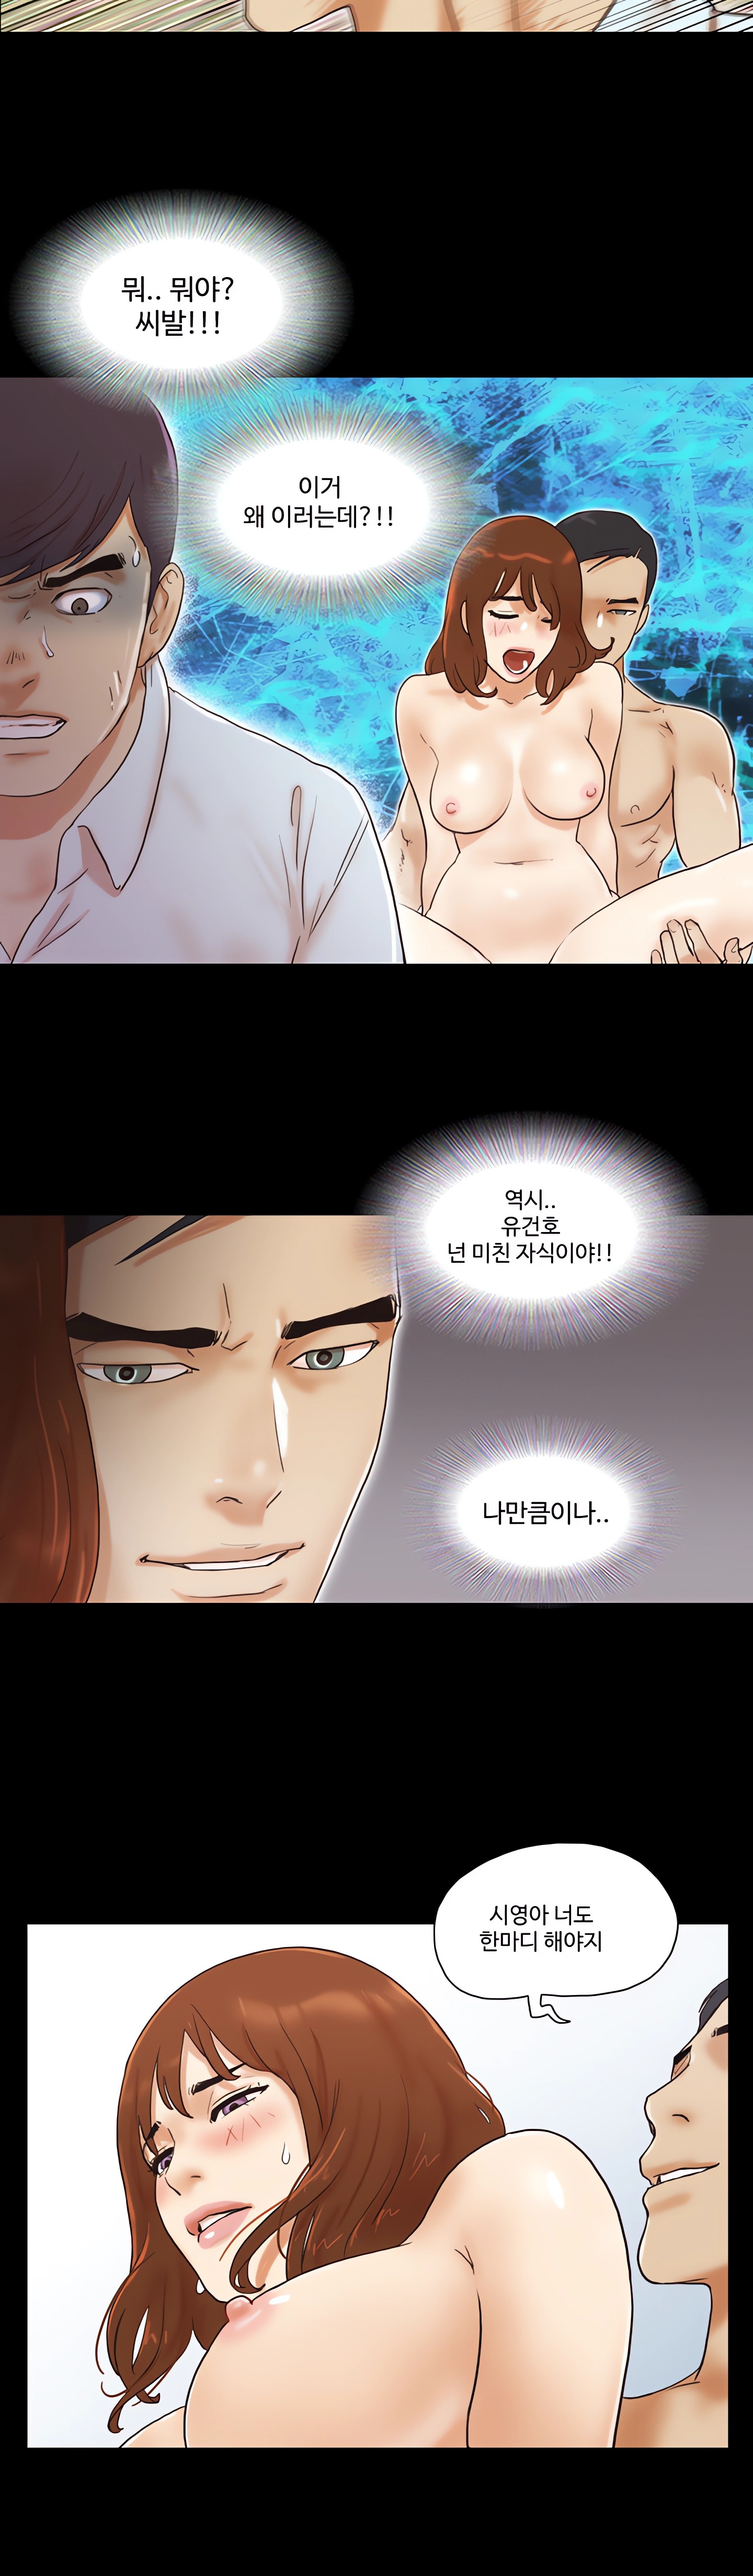 뭐.. 뭐야?
씨발!!!
이거
왜 이러는데?!!
역시..
유건호
넌 미친 자식이야!!
나만큼이나..
시영아 너도
한마디 해야지